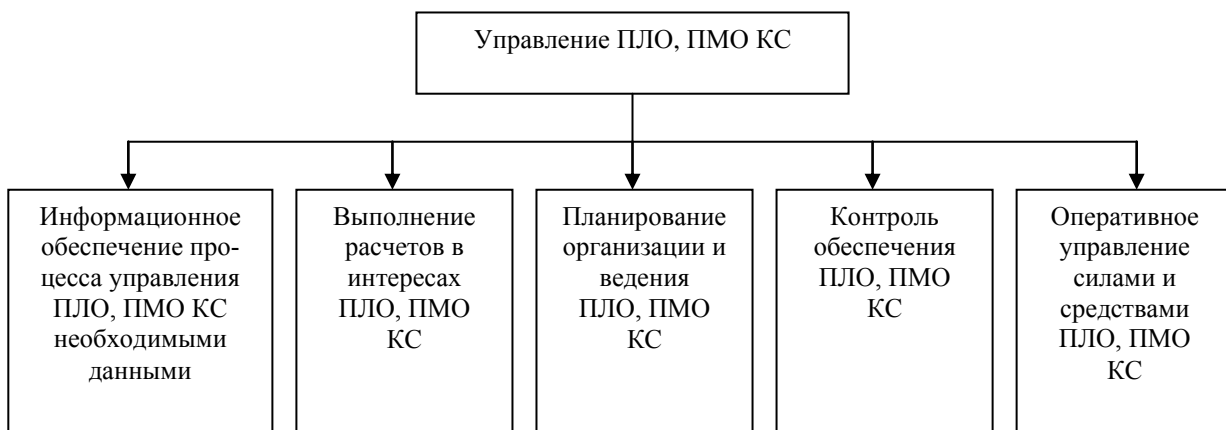 Управление ПЛО, ПМО КС
Информационное
обеспечение про-
цесса управления
ПЛО, ПМО КС
необходимыми
данными
Выполнение
расчетов в
интересах
ПЛО, ПМО
КС
Планирование
организации и
ведения
ПЛО, ПМО
КС
Контроль
обеспечения
ПЛО, ПМО
КС
Оперативное
управление
силами и
средствами
ПЛО, ПМО
КС